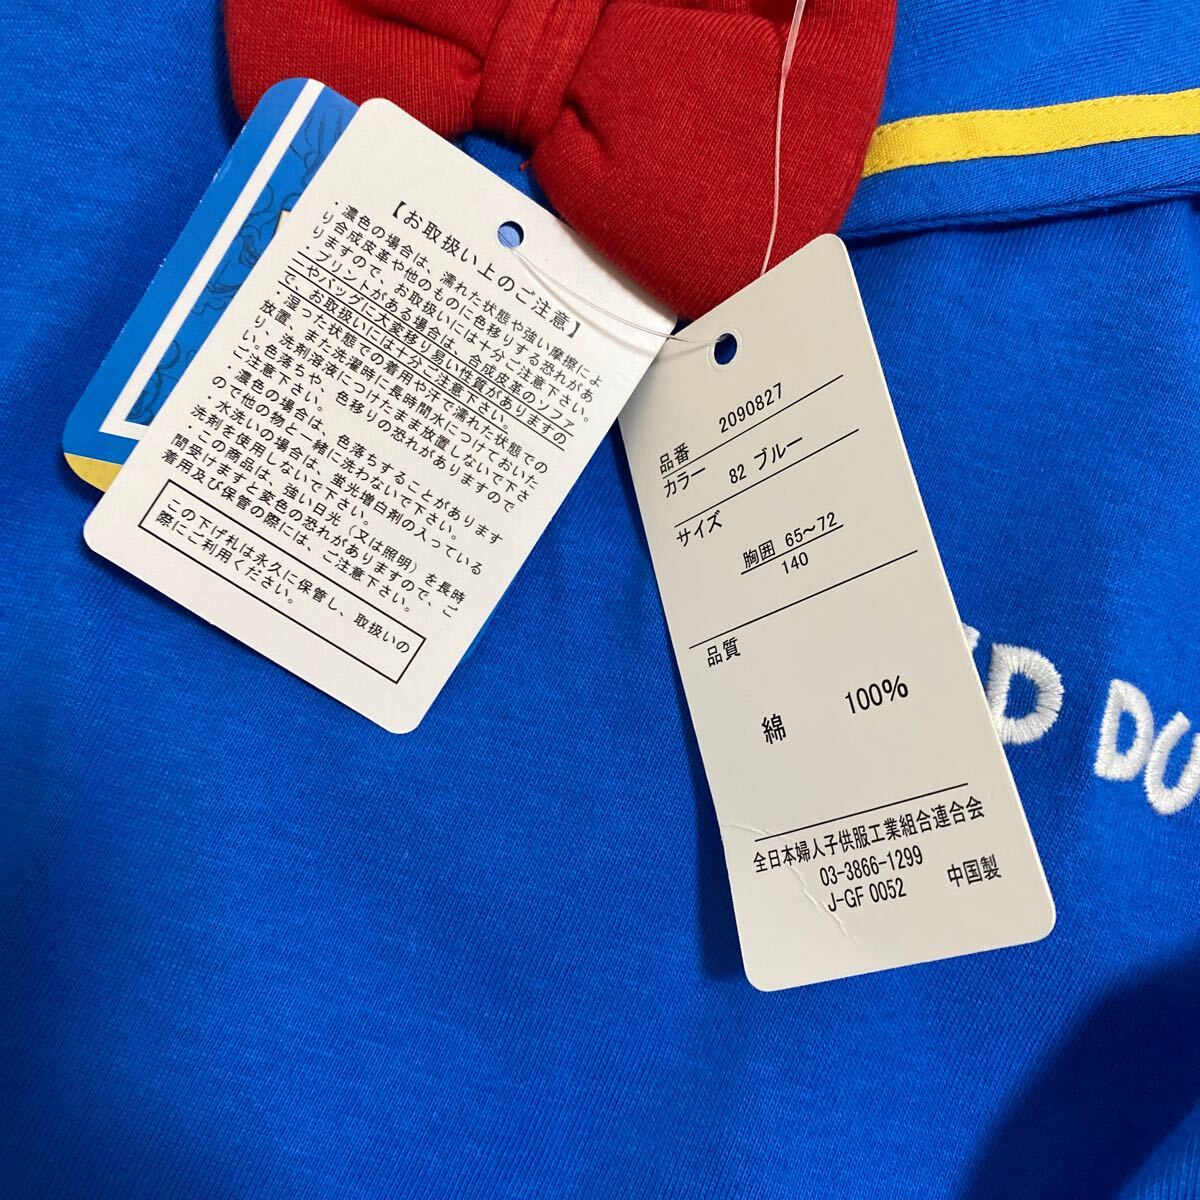 【お取扱い上のご注意】
・濃色の場合は、濡れた状態や強い摩擦によ
り合成皮革や他のものに色移りする恐れがあ
りますので、お取扱いには十分ご注意下さい。
・プリントがある場合は、合成皮革のソファ
ーやバッグに大変移り易い性質がありますの
で、お取扱いには十分ご注意下さい。
・湿った状態での着用や汗で濡れた状態での
放置、また洗濯時に長時間水につけておいた
り、洗剤溶液につけたまま放置しないで下さ
い。色落ちや、色移りの恐れがありますので
ご注意下さい。
・濃色の場合は、色落ちすることがあります
ので他の物と一緒に洗わないで下さい。
・水洗いの場合は、蛍光増白剤の入っている
洗剤を使用しないで下さい。
・この商品は、強い日光（又は照明）を長時
間受けますと変色の恐れがありますので、ご
着用及び保管の際には、ご注意下さい。
この下げ札は永久に保管し、取扱いの
際にご利用ください。
品番 2090827
カラー 82 ブルー
サイズ
胸囲 65～72
140
品質
綿 100%
全日本婦人子供服工業組合連合会
03-3866-1299
J-GF 0052 中国製
D DU